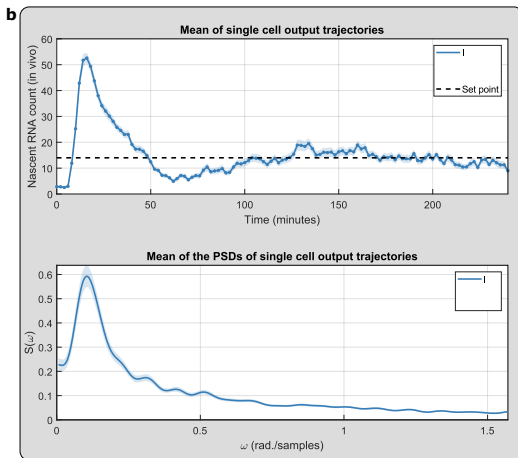 b
Mean of single cell output trajectories
Nascent RNA count (in vivo)
60
50
40
30
20
10
0
I
Set point
0 50 100 150 200
Time (minutes)
Mean of the PSDs of single cell output trajectories
S(ω)
0.6
0.5
0.4
0.3
0.2
0.1
0
I
0 0.5 1 1.5
ω (rad./samples)